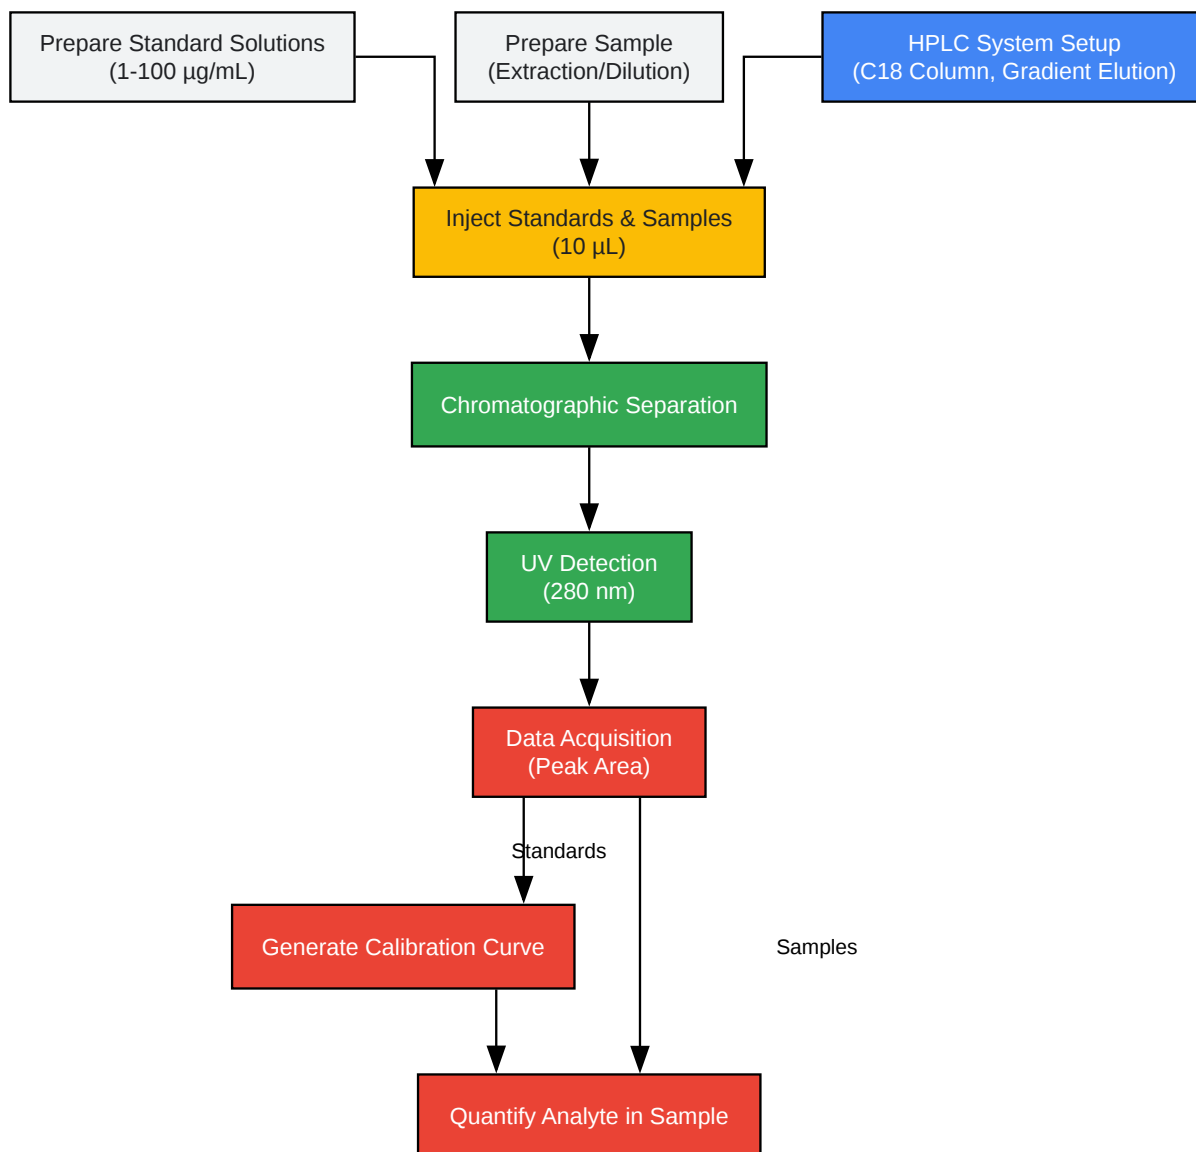 Prepare Standard Solutions
(1-100 µg/mL)
Prepare Sample
(Extraction/Dilution)
HPLC System Setup
(C18 Column, Gradient Elution)
Inject Standards & Samples
(10 µL)
Chromatographic Separation
UV Detection
(280 nm)
Data Acquisition
(Peak Area)
Standards
Generate Calibration Curve
Samples
Quantify Analyte in Sample